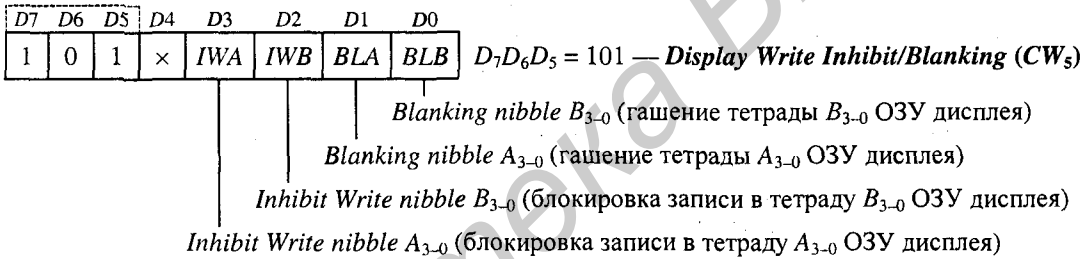 D7 D6 D5 D4 D3 D2 D1 D0
1 0 1 × IWA IWB BLA BLB D₇D₆D₅ = 101 — Display Write Inhibit/Blanking (CW₅)
Blanking nibble B₃₋₀ (гашение тетрады B₃₋₀ ОЗУ дисплея)
Blanking nibble A₃₋₀ (гашение тетрады A₃₋₀ ОЗУ дисплея)
Inhibit Write nibble B₃₋₀ (блокировка записи в тетраду B₃₋₀ ОЗУ дисплея)
Inhibit Write nibble A₃₋₀ (блокировка записи в тетраду A₃₋₀ ОЗУ дисплея)